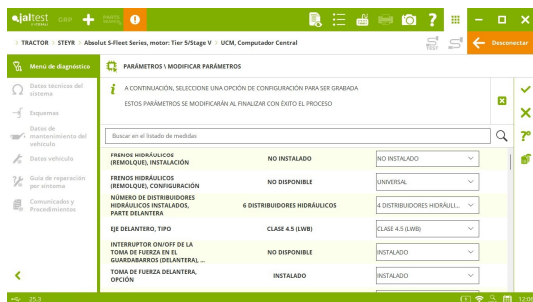 jaltest GRP
TRACTOR > STEYR > Absolut S-Fleet Series, motor: Tier 5/Stage V > UCM, Computador Central
TEST
Desconectar
Menú de diagnóstico
PARÁMETROS \ MODIFICAR PARÁMETROS
Datos técnicos del
sistema
Esquemas
Datos de
mantenimiento del
vehículo
Datos vehículo
Guía de reparación
por síntoma
Comunicados y
Procedimientos
A CONTINUACIÓN, SELECCIONE UNA OPCIÓN DE CONFIGURACIÓN PARA SER GRABADA
ESTOS PARÁMETROS SE MODIFICARÁN AL FINALIZAR CON ÉXITO EL PROCESO
Buscar en el listado de medidas
FRENOS HIDRÁULICOS
(REMOLQUE), INSTALACIÓN NO INSTALADO NO INSTALADO
FRENOS HIDRÁULICOS
(REMOLQUE), CONFIGURACIÓN NO DISPONIBLE UNIVERSAL
NÚMERO DE DISTRIBUIDORES
HIDRÁULICOS INSTALADOS,
PARTE DELANTERA 6 DISTRIBUIDORES HIDRÁULICOS 4 DISTRIBUIDORES HIDRÁULI...
EJE DELANTERO, TIPO CLASE 4.5 (LWB) CLASE 4.5 (LWB)
INTERRUPTOR ON/OFF DE LA
TOMA DE FUERZA EN EL
GUARDABARROS (DELANTERA), ... NO DISPONIBLE INSTALADO
TOMA DE FUERZA DELANTERA,
OPCIÓN INSTALADO INSTALADO
25.3
12:06